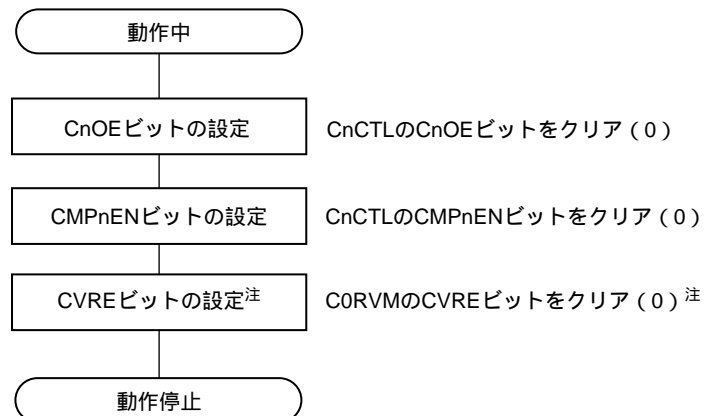 動作中
CnOEビットの設定 CnCTLのCnOEビットをクリア(0)
CMPnENビットの設定 CnCTLのCMPnENビットをクリア(0)
CVREビットの設定注 C0RVMのCVREビットをクリア(0)注
動作停止